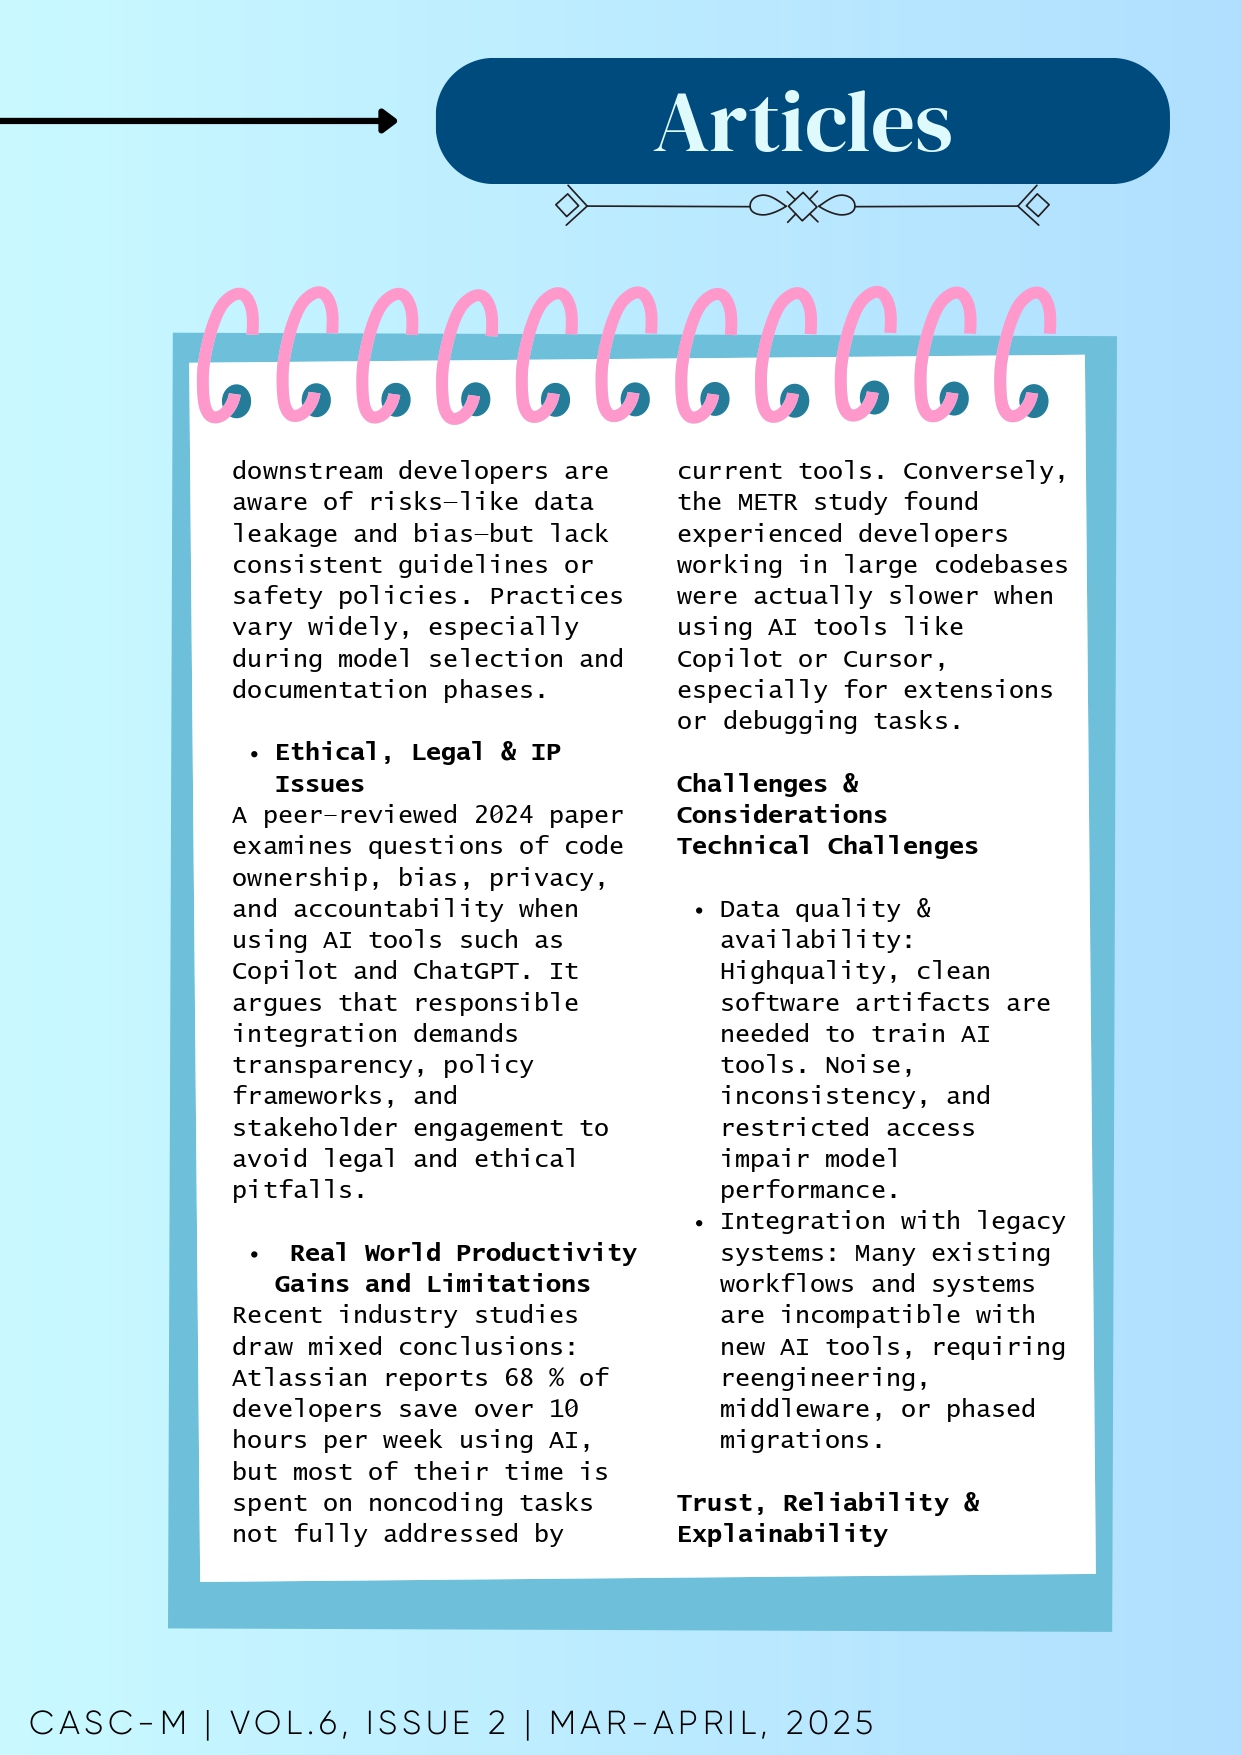 Articles
downstream developers are
aware of risks—like data
leakage and bias—but lack
consistent guidelines or
safety policies. Practices
vary widely, especially
during model selection and
documentation phases.
• Ethical, Legal & IP
Issues
A peer-reviewed 2024 paper
examines questions of code
ownership, bias, privacy,
and accountability when
using AI tools such as
Copilot and ChatGPT. It
argues that responsible
integration demands
transparency, policy
frameworks, and
stakeholder engagement to
avoid legal and ethical
pitfalls.
• Real World Productivity
Gains and Limitations
Recent industry studies
draw mixed conclusions:
Atlassian reports 68 % of
developers save over 10
hours per week using AI,
but most of their time is
spent on noncoding tasks
not fully addressed by
current tools. Conversely,
the METR study found
experienced developers
working in large codebases
were actually slower when
using AI tools like
Copilot or Cursor,
especially for extensions
or debugging tasks.
Challenges &
Considerations
Technical Challenges
• Data quality &
availability:
Highquality, clean
software artifacts are
needed to train AI
tools. Noise,
inconsistency, and
restricted access
impair model
performance.
• Integration with legacy
systems: Many existing
workflows and systems
are incompatible with
new AI tools, requiring
reengineering,
middleware, or phased
migrations.
Trust, Reliability &
Explainability
CASC-M | VOL.6, ISSUE 2 | MAR-APRIL, 2025